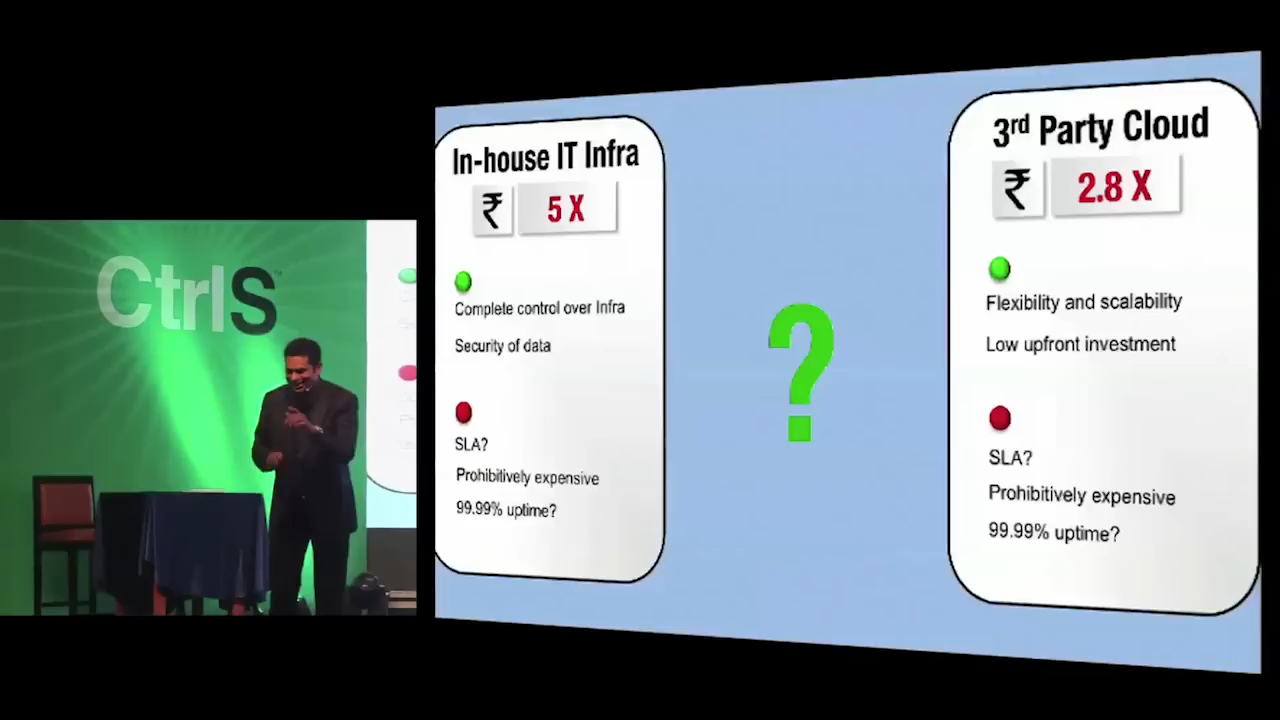 CtrlS™
In-house IT Infra
₹ 5 X
Complete control over Infra
Security of data
SLA?
Prohibitively expensive
99.99% uptime?
?
3rd Party Cloud
₹ 2.8 X
Flexibility and scalability
Low upfront investment
SLA?
Prohibitively expensive
99.99% uptime?